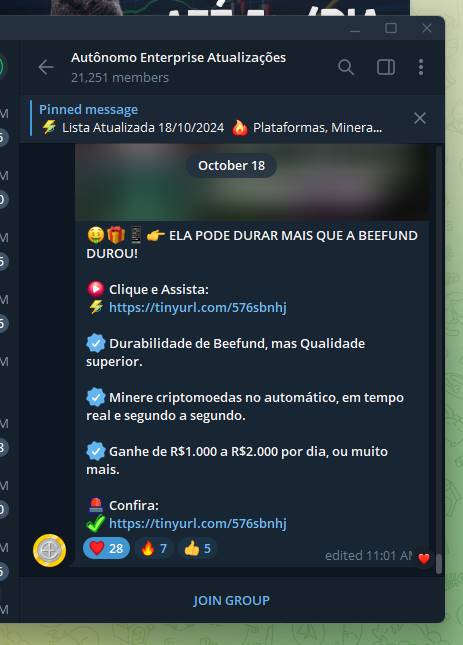 Autônomo Enterprise Atualizações
21,251 members
Pinned message
⚡ Lista Atualizada 18/10/2024 🔥 Plataformas, Minera...
October 18
🤑🎁📱👉 ELA PODE DURAR MAIS QUE A BEEFUND
DUROU!
Clique e Assista:
⚡ https://tinyurl.com/576sbnhj
Durabilidade de Beefund, mas Qualidade
superior.
Minere criptomoedas no automático, em tempo
real e segundo a segundo.
Ganhe de R$1.000 a R$2.000 por dia, ou muito
mais.
🚨 Confira:
✅ https://tinyurl.com/576sbnhj
❤️ 28 🔥 7 👍 5
edited 11:01 AM
JOIN GROUP